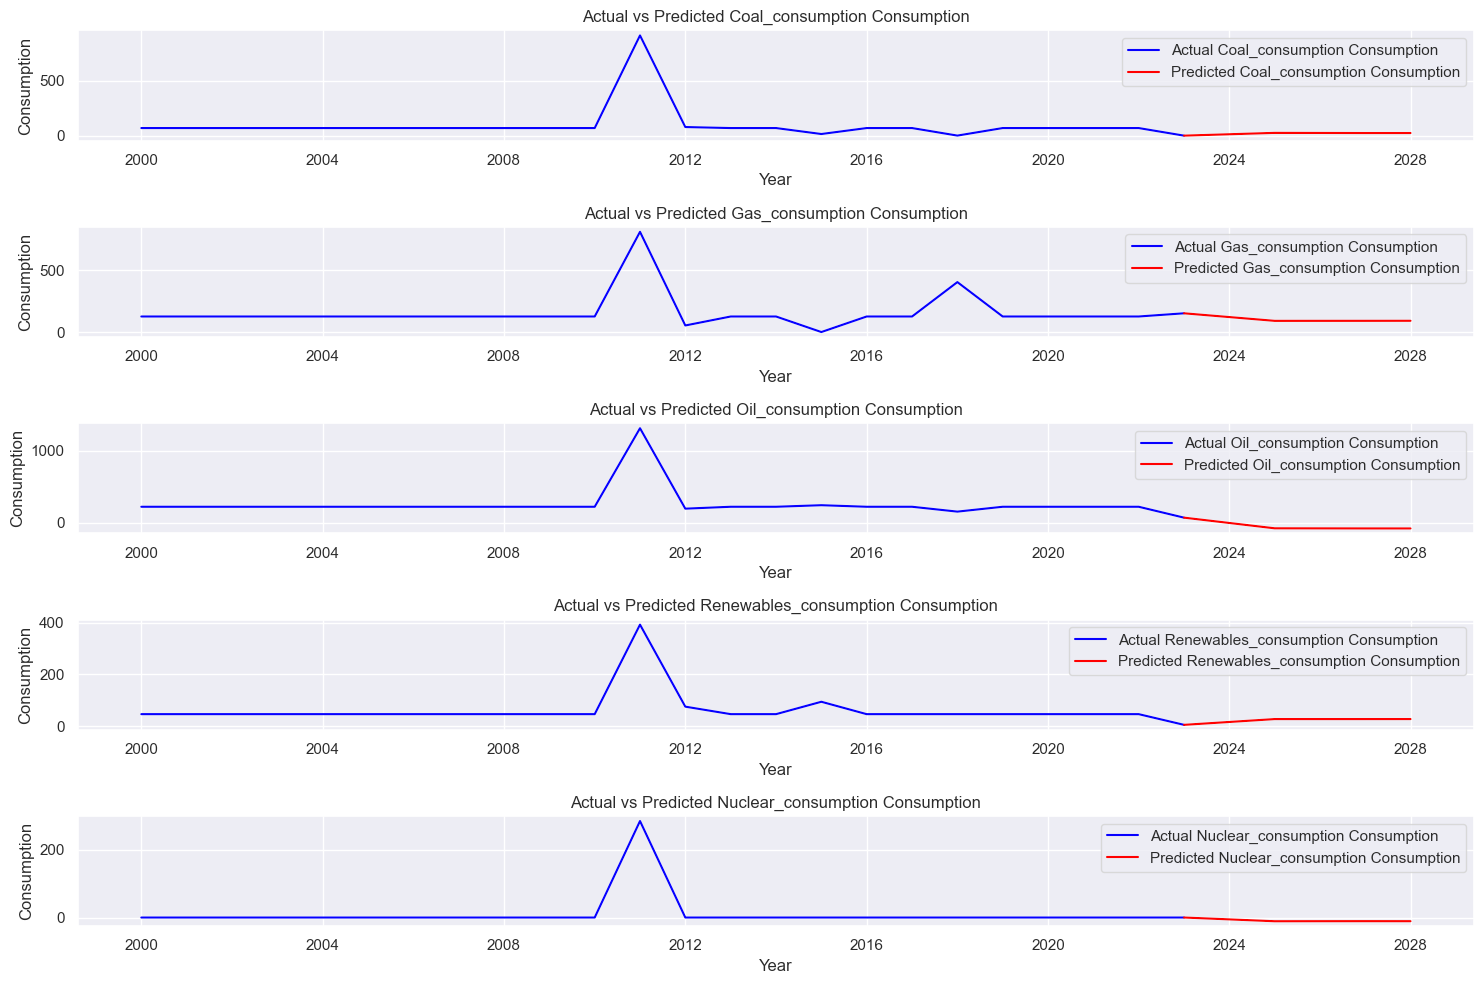 Actual vs Predicted Coal_consumption Consumption
Consumption
500
0
Actual Coal_consumption Consumption
Predicted Coal_consumption Consumption
2000 2004 2008 2012 2016 2020 2024 2028
Year
Actual vs Predicted Gas_consumption Consumption
Consumption
500
0
Actual Gas_consumption Consumption
Predicted Gas_consumption Consumption
2000 2004 2008 2012 2016 2020 2024 2028
Year
Actual vs Predicted Oil_consumption Consumption
Consumption
1000
0
Actual Oil_consumption Consumption
Predicted Oil_consumption Consumption
2000 2004 2008 2012 2016 2020 2024 2028
Year
Actual vs Predicted Renewables_consumption Consumption
Consumption
400
200
0
Actual Renewables_consumption Consumption
Predicted Renewables_consumption Consumption
2000 2004 2008 2012 2016 2020 2024 2028
Year
Actual vs Predicted Nuclear_consumption Consumption
Consumption
200
0
Actual Nuclear_consumption Consumption
Predicted Nuclear_consumption Consumption
2000 2004 2008 2012 2016 2020 2024 2028
Year